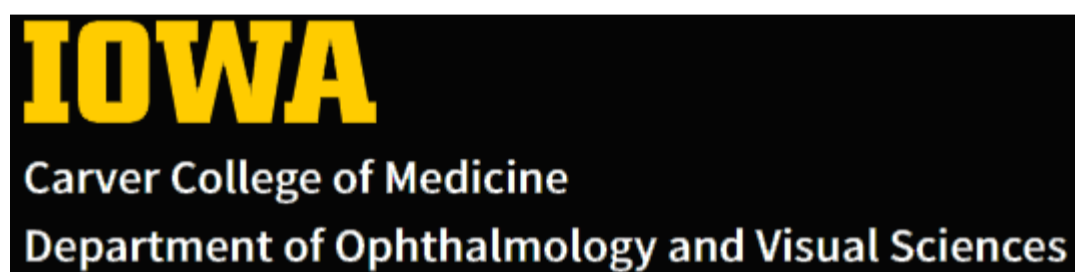 IOWA
Carver College of Medicine
Department of Ophthalmology and Visual Sciences